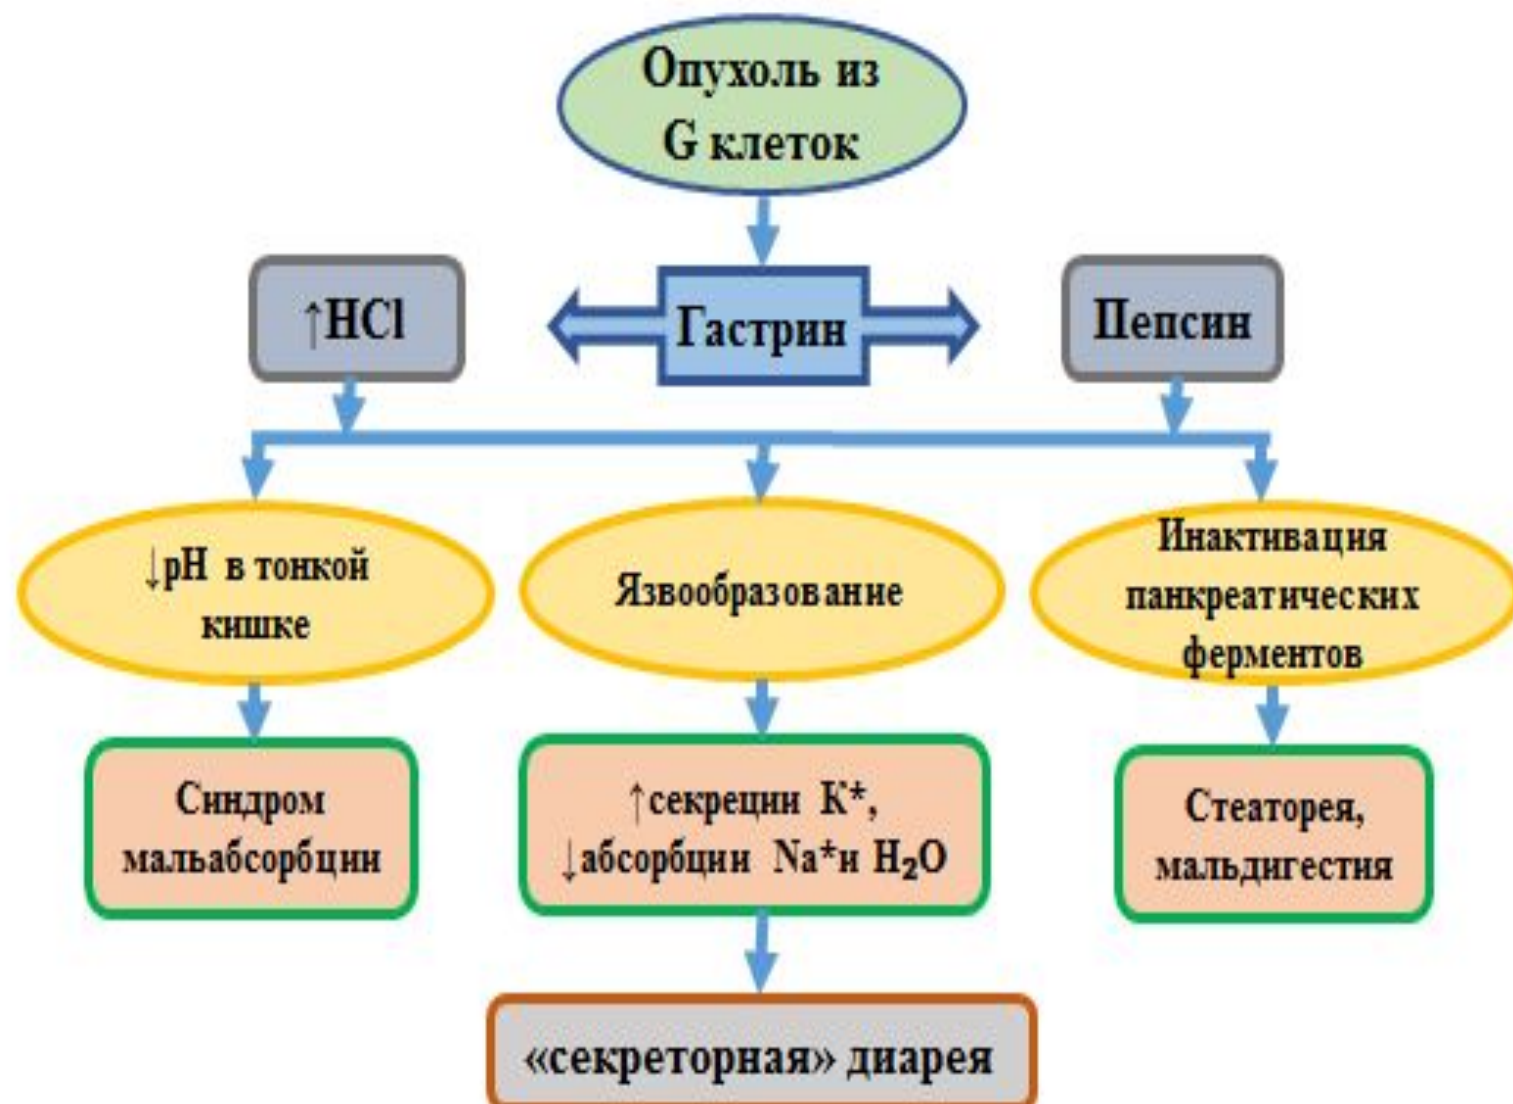 Опухоль из
G клеток
↑HCl
Гастрин
Пепсин
↓pH в тонкой
кишке
Язвообразование
Инактивация
панкреатических
ферментов
Синдром
мальабсорбции
↑секреции K*,
↓абсорбции Na*и H₂O
Стеаторея,
мальдигестия
«секреторная» диарея